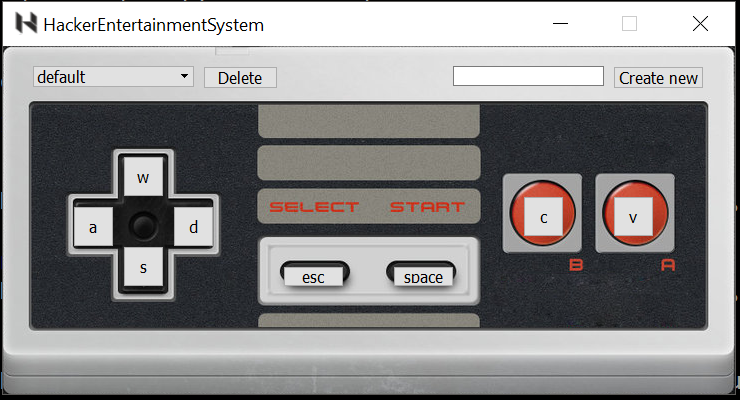 HackerEntertainmentSystem
default Delete Create new
w
a d
s
SELECT START
esc space
c v
B A